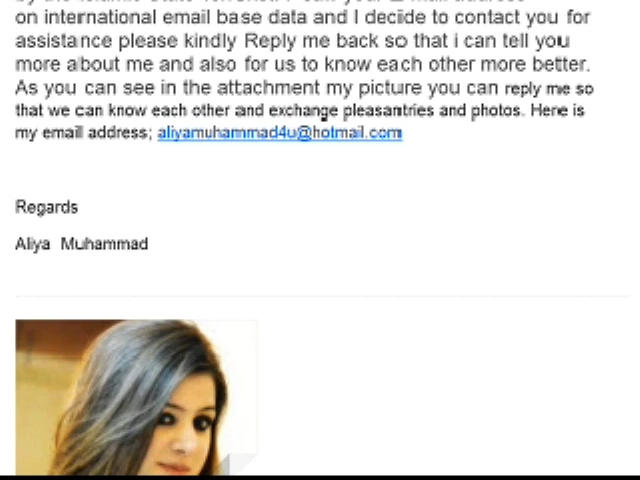 on international email base data and I decide to contact you for
assistance please kindly Reply me back so that i can tell you
more about me and also for us to know each other more better.
As you can see in the attachment my picture you can reply me so
that we can know each other and exchange pleasantries and photos. Here is
my email address; aliyamuhammad4u@hotmail.com
Regards
Aliya Muhammad